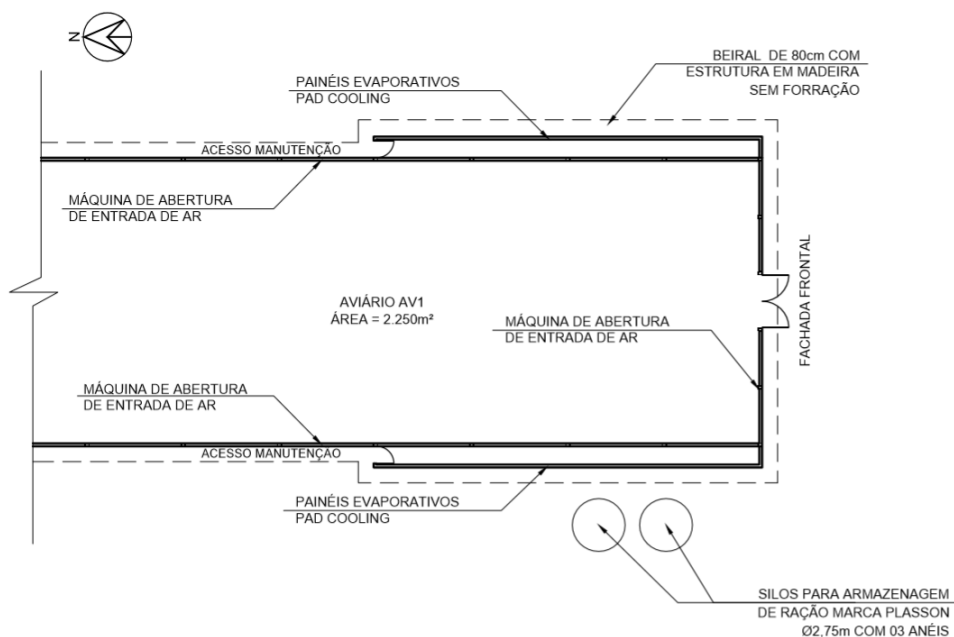 N
BEIRAL DE 80cm COM
ESTRUTURA EM MADEIRA
SEM FORRAÇÃO
PAINÉIS EVAPORATIVOS
PAD COOLING
ACESSO MANUTENÇÃO
MÁQUINA DE ABERTURA
DE ENTRADA DE AR
AVIÁRIO AV1
ÁREA = 2.250m²
MÁQUINA DE ABERTURA
DE ENTRADA DE AR
FACHADA FRONTAL
MÁQUINA DE ABERTURA
DE ENTRADA DE AR
ACESSO MANUTENÇÃO
PAINÉIS EVAPORATIVOS
PAD COOLING
SILOS PARA ARMAZENAGEM
DE RAÇÃO MARCA PLASSON
Ø2,75m COM 03 ANÉIS